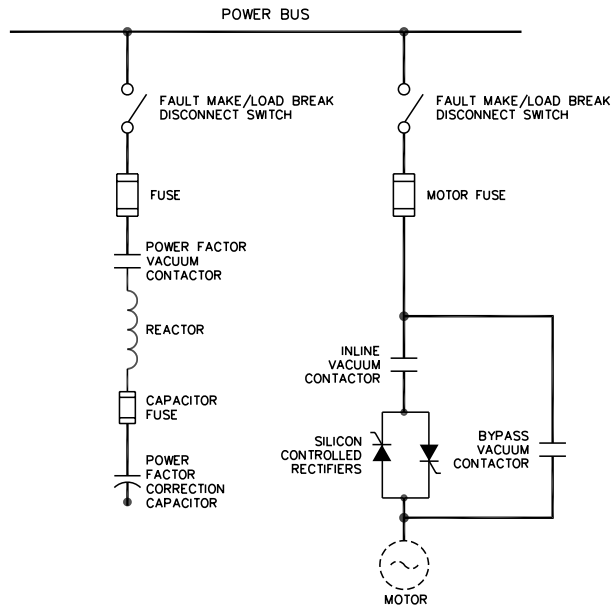 POWER BUS
FAULT MAKE/LOAD BREAK
DISCONNECT SWITCH
FUSE
POWER FACTOR
VACUUM
CONTACTOR
REACTOR
CAPACITOR
FUSE
POWER
FACTOR
CORRECTION
CAPACITOR
FAULT MAKE/LOAD BREAK
DISCONNECT SWITCH
MOTOR FUSE
INLINE
VACUUM
CONTACTOR
SILICON
CONTROLLED
RECTIFIERS
BYPASS
VACUUM
CONTACTOR
MOTOR